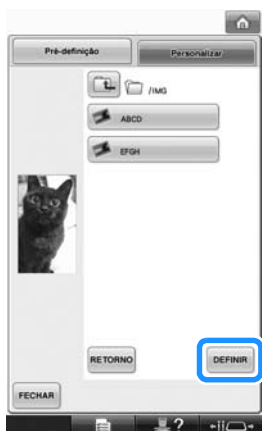 Pré-definição
Personalizar
/IMG
ABCD
EFGH
RETORNO
DEFINIR
FECHAR
?